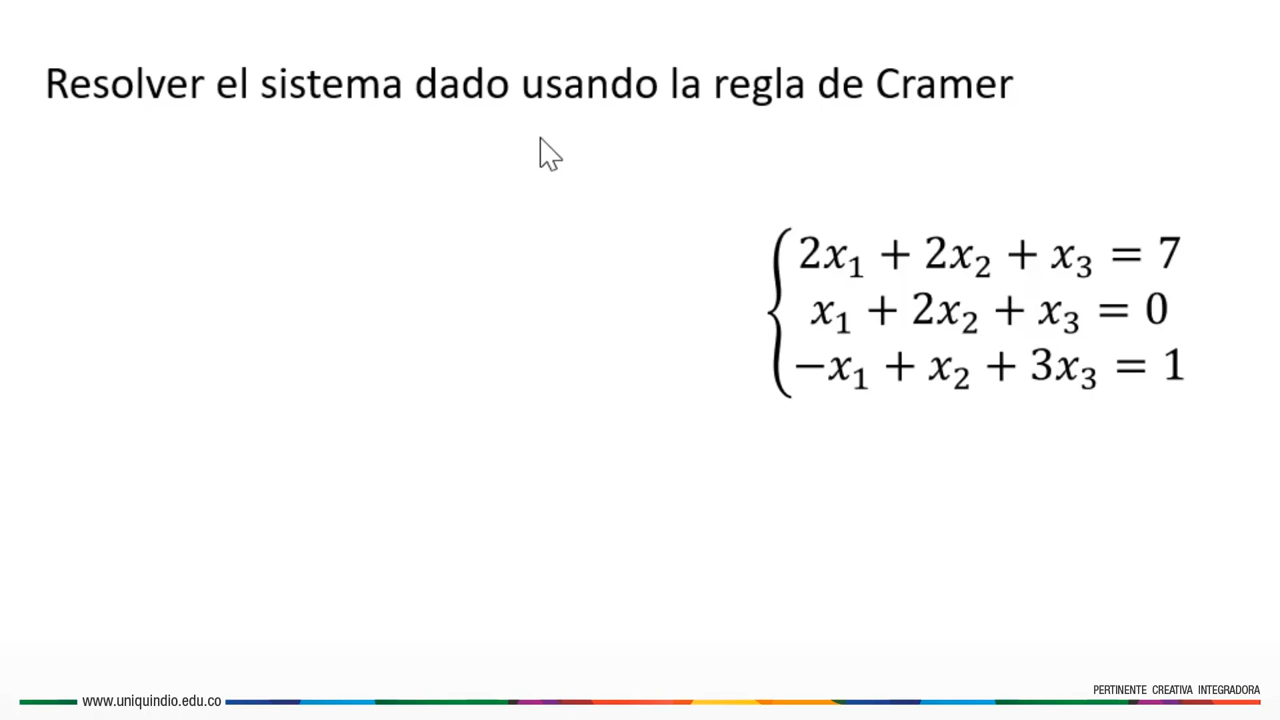 Resolver el sistema dado usando la regla de Cramer
2x₁ + 2x₂ + x₃ = 7
x₁ + 2x₂ + x₃ = 0
−x₁ + x₂ + 3x₃ = 1
PERTINENTE CREATIVA INTEGRADORA
www.uniquindio.edu.co